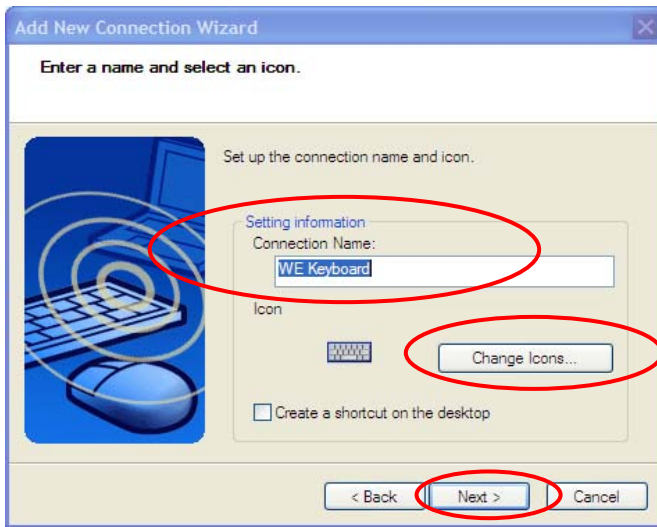 Add New Connection Wizard
Enter a name and select an icon.
Set up the connection name and icon.
Setting information
Connection Name:
WE Keyboard
Icon
Change Icons...
Create a shortcut on the desktop
< Back Next > Cancel